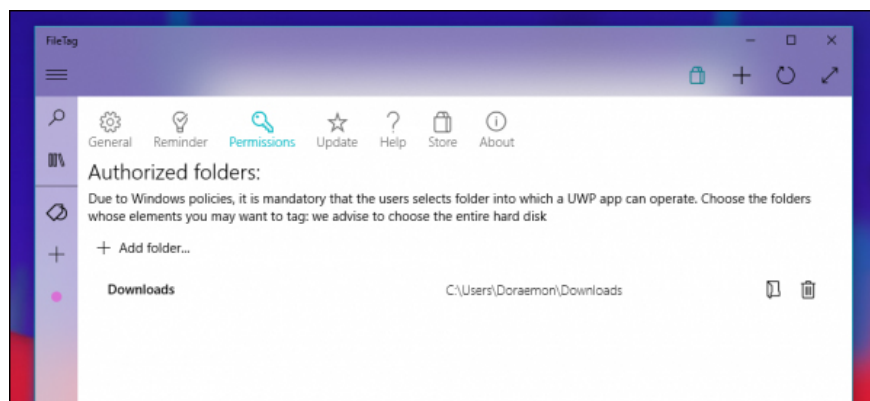 FileTag
General Reminder Permissions Update Help Store About
Authorized folders:
Due to Windows policies, it is mandatory that the users selects folder into which a UWP app can operate. Choose the folders
whose elements you may want to tag: we advise to choose the entire hard disk
Add folder...
Downloads C:\Users\Doraemon\Downloads